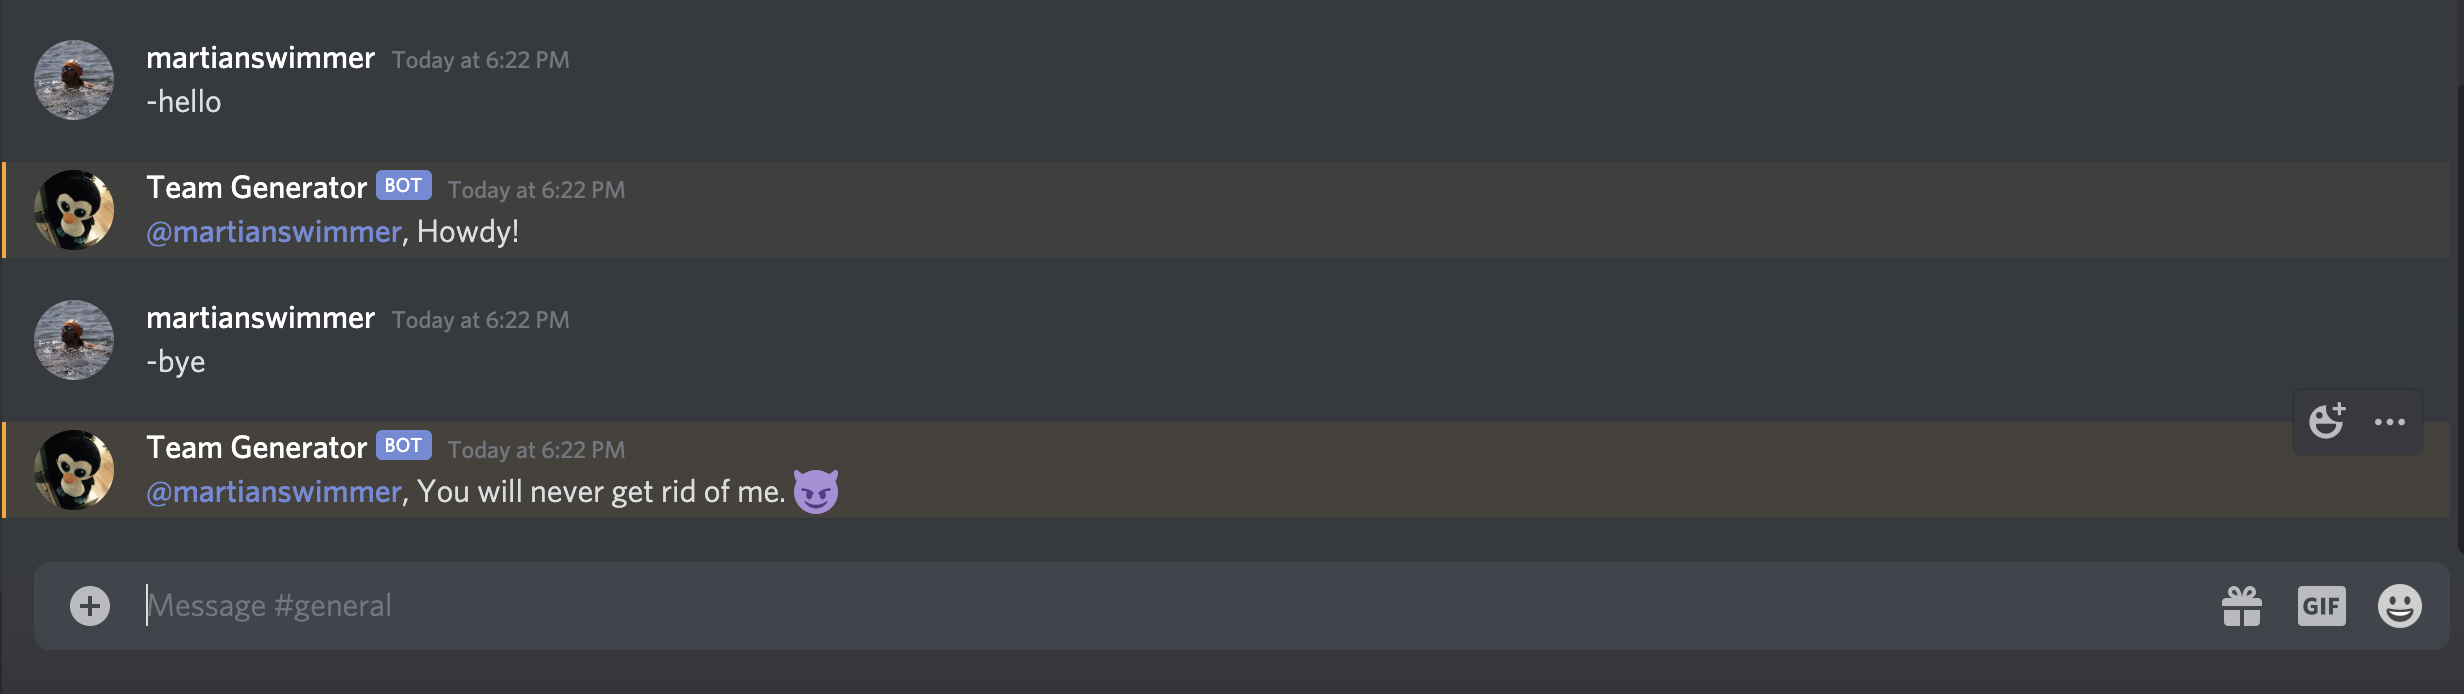 martianswimmer Today at 6:22 PM
-hello
Team Generator BOT Today at 6:22 PM
@martianswimmer, Howdy!
martianswimmer Today at 6:22 PM
-bye
Team Generator BOT Today at 6:22 PM
@martianswimmer, You will never get rid of me. 😈
Message #general GIF